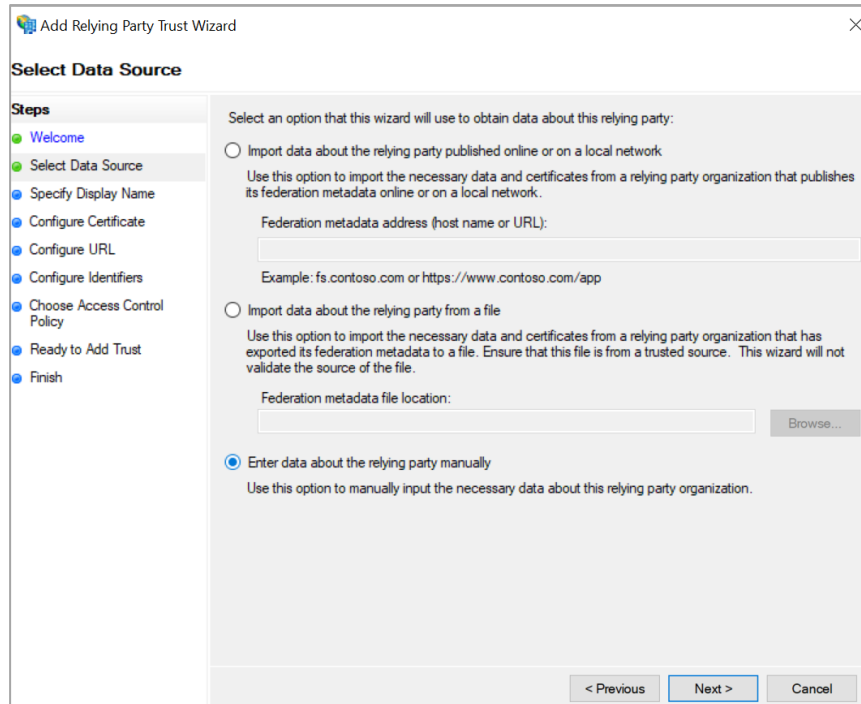 Add Relying Party Trust Wizard
Select Data Source
Steps
Welcome
Select Data Source
Specify Display Name
Configure Certificate
Configure URL
Configure Identifiers
Choose Access Control
Policy
Ready to Add Trust
Finish
Select an option that this wizard will use to obtain data about this relying party:
Import data about the relying party published online or on a local network
Use this option to import the necessary data and certificates from a relying party organization that publishes
its federation metadata online or on a local network.
Federation metadata address (host name or URL):
Example: fs.contoso.com or https://www.contoso.com/app
Import data about the relying party from a file
Use this option to import the necessary data and certificates from a relying party organization that has
exported its federation metadata to a file. Ensure that this file is from a trusted source. This wizard will not
validate the source of the file.
Federation metadata file location:
Browse...
Enter data about the relying party manually
Use this option to manually input the necessary data about this relying party organization.
< Previous
Next >
Cancel